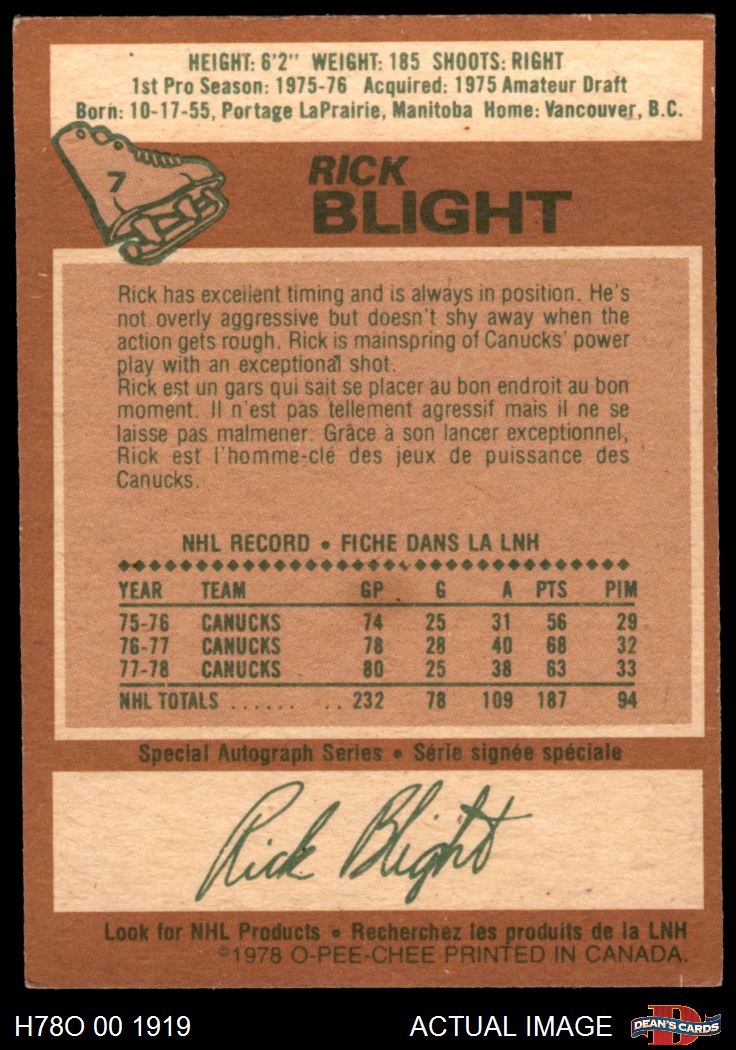 HEIGHT: 6'2" WEIGHT: 185 SHOOTS: RIGHT
1st Pro Season: 1975-76 Acquired: 1975 Amateur Draft
Born: 10-17-55, Portage LaPrairie, Manitoba Home: Vancouver, B.C.
7
RICK
BLIGHT
Rick has excellent timing and is always in position. He's
not overly aggressive but doesn't shy away when the
action gets rough. Rick is mainspring of Canucks' power
play with an exceptional shot.
Rick est un gars qui sait se placer au bon endroit au bon
moment. Il n'est pas tellement agressif mais il ne se
laisse pas malmener. Grâce à son lancer exceptionnel,
Rick est l'homme-clé des jeux de puissance des
Canucks.
NHL RECORD • FICHE DANS LA LNH
YEAR TEAM GP G A PTS PIM
75-76 CANUCKS 74 25 31 56 29
76-77 CANUCKS 78 28 40 68 32
77-78 CANUCKS 80 25 38 63 33
NHL TOTALS ...... .. 232 78 109 187 94
Special Autograph Series • Série signée spéciale
Rick Blight
Look for NHL Products • Recherchez les produits de la LNH
©1978 O-PEE-CHEE PRINTED IN CANADA.
H78O 00 1919 ACTUAL IMAGE DEAN'S CARDS